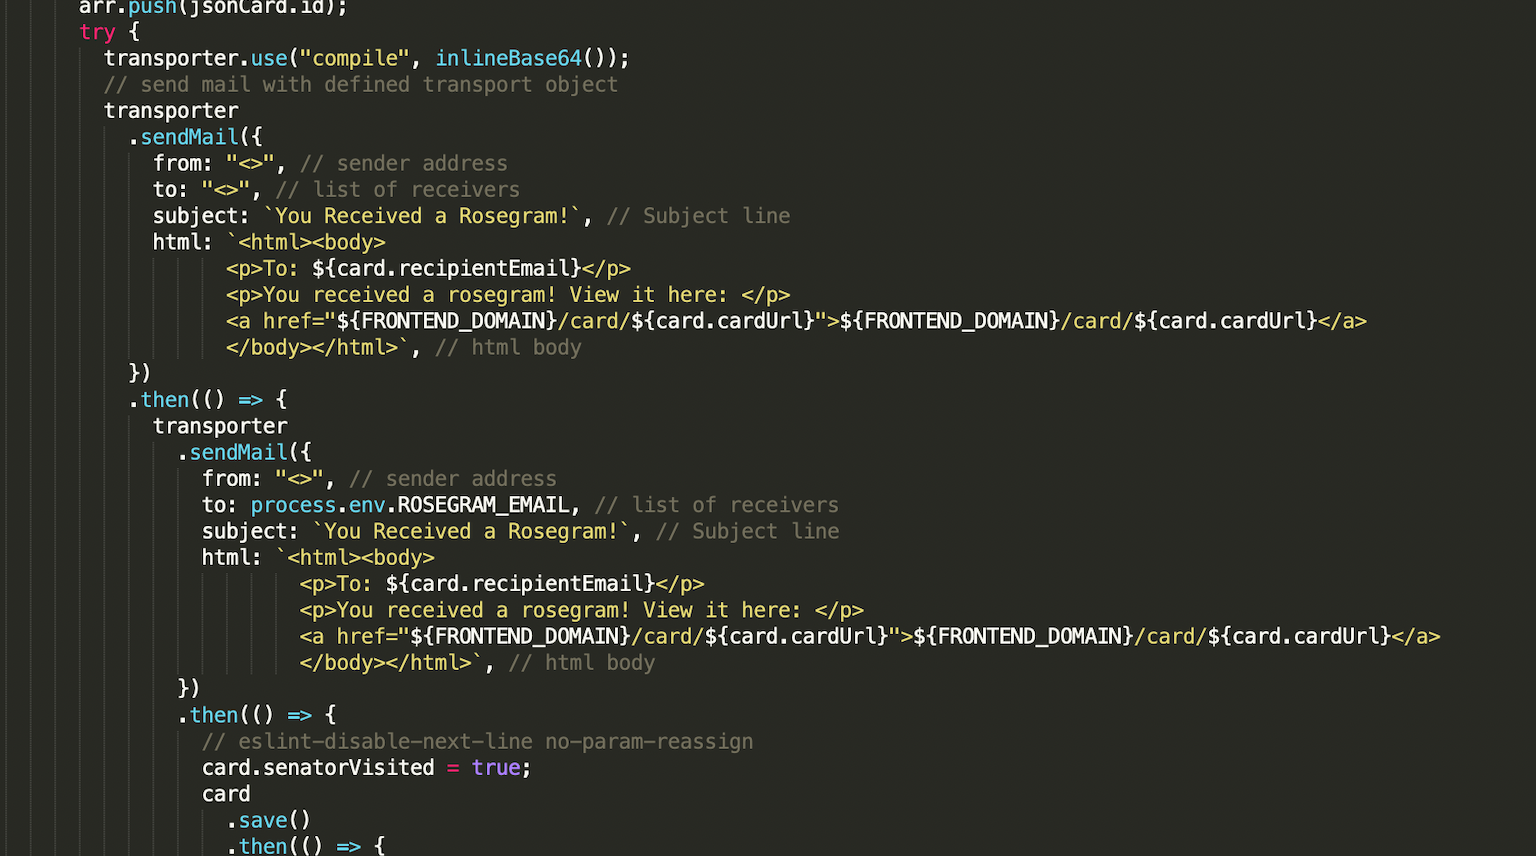 arr.push(jsonCard.id);
try {
transporter.use("compile", inlineBase64());
// send mail with defined transport object
transporter
.sendMail({
from: "<>", // sender address
to: "<>", // list of receivers
subject: `You Received a Rosegram!`, // Subject line
html: `<html><body>
<p>To: ${card.recipientEmail}</p>
<p>You received a rosegram! View it here: </p>
<a href="${FRONTEND_DOMAIN}/card/${card.cardUrl}">${FRONTEND_DOMAIN}/card/${card.cardUrl}</a>
</body></html>`, // html body
})
.then(() => {
transporter
.sendMail({
from: "<>", // sender address
to: process.env.ROSEGRAM_EMAIL, // list of receivers
subject: `You Received a Rosegram!`, // Subject line
html: `<html><body>
<p>To: ${card.recipientEmail}</p>
<p>You received a rosegram! View it here: </p>
<a href="${FRONTEND_DOMAIN}/card/${card.cardUrl}">${FRONTEND_DOMAIN}/card/${card.cardUrl}</a>
</body></html>`, // html body
})
.then(() => {
// eslint-disable-next-line no-param-reassign
card.senatorVisited = true;
card
.save()
.then(() => {